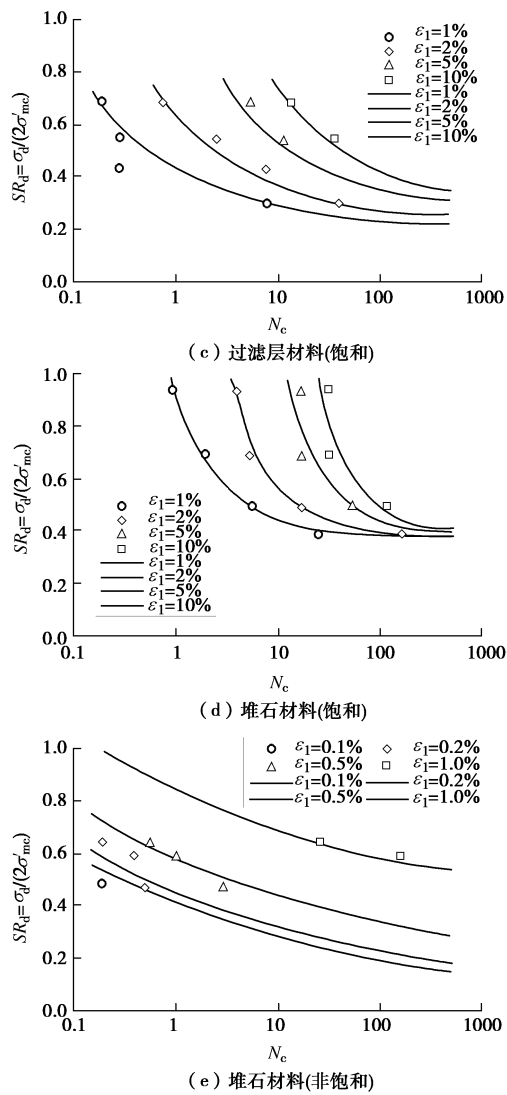 1.0
0.8
0.6
0.4
0.2
0.0
SRd=σd/(2σ′mc)
ε1=1%
ε1=2%
ε1=5%
ε1=10%
ε1=1%
ε1=2%
ε1=5%
ε1=10%
0.1 1 10 100 1000
Nc
（c）过滤层材料(饱和)
1.0
0.8
0.6
0.4
0.2
0.0
SRd=σd/(2σ′mc)
ε1=1%
ε1=2%
ε1=5%
ε1=10%
ε1=1%
ε1=2%
ε1=5%
ε1=10%
0.1 1 10 100 1000
Nc
（d）堆石材料(饱和)
1.0
0.8
0.6
0.4
0.2
0.0
SRd=σd/(2σ′mc)
ε1=0.1% ε1=0.2%
ε1=0.5% ε1=1.0%
ε1=0.1% ε1=0.2%
ε1=0.5% ε1=1.0%
0.1 1 10 100 1000
Nc
（e）堆石材料(非饱和)